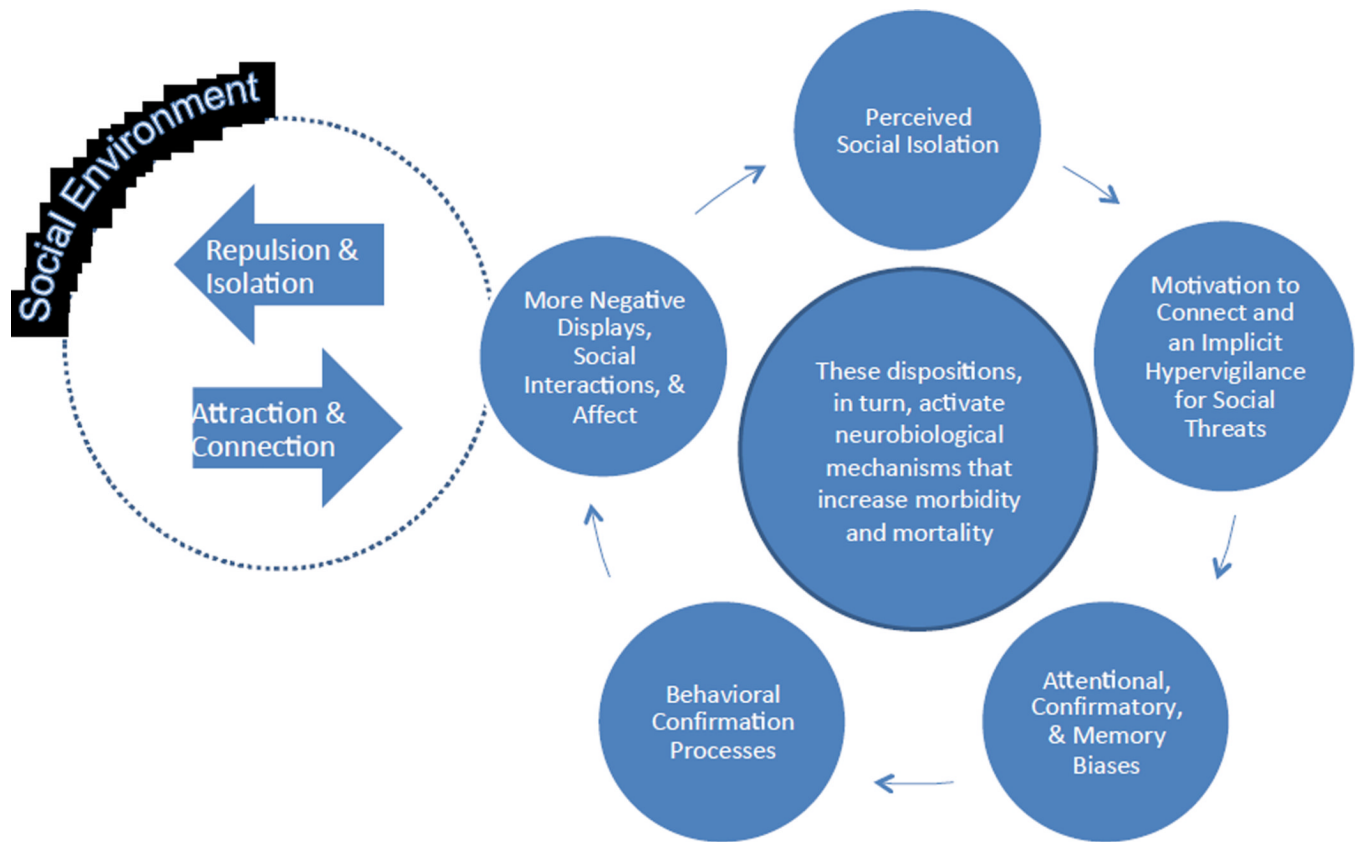 Social Environment
Repulsion &
Isolation
Attraction &
Connection
Perceived
Social Isolation
Motivation to
Connect and
an Implicit
Hypervigilance
for Social
Threats
Attentional,
Confirmatory,
& Memory
Biases
Behavioral
Confirmation
Processes
More Negative
Displays,
Social
Interactions, &
Affect
These dispositions,
in turn, activate
neurobiological
mechanisms that
increase morbidity
and mortality